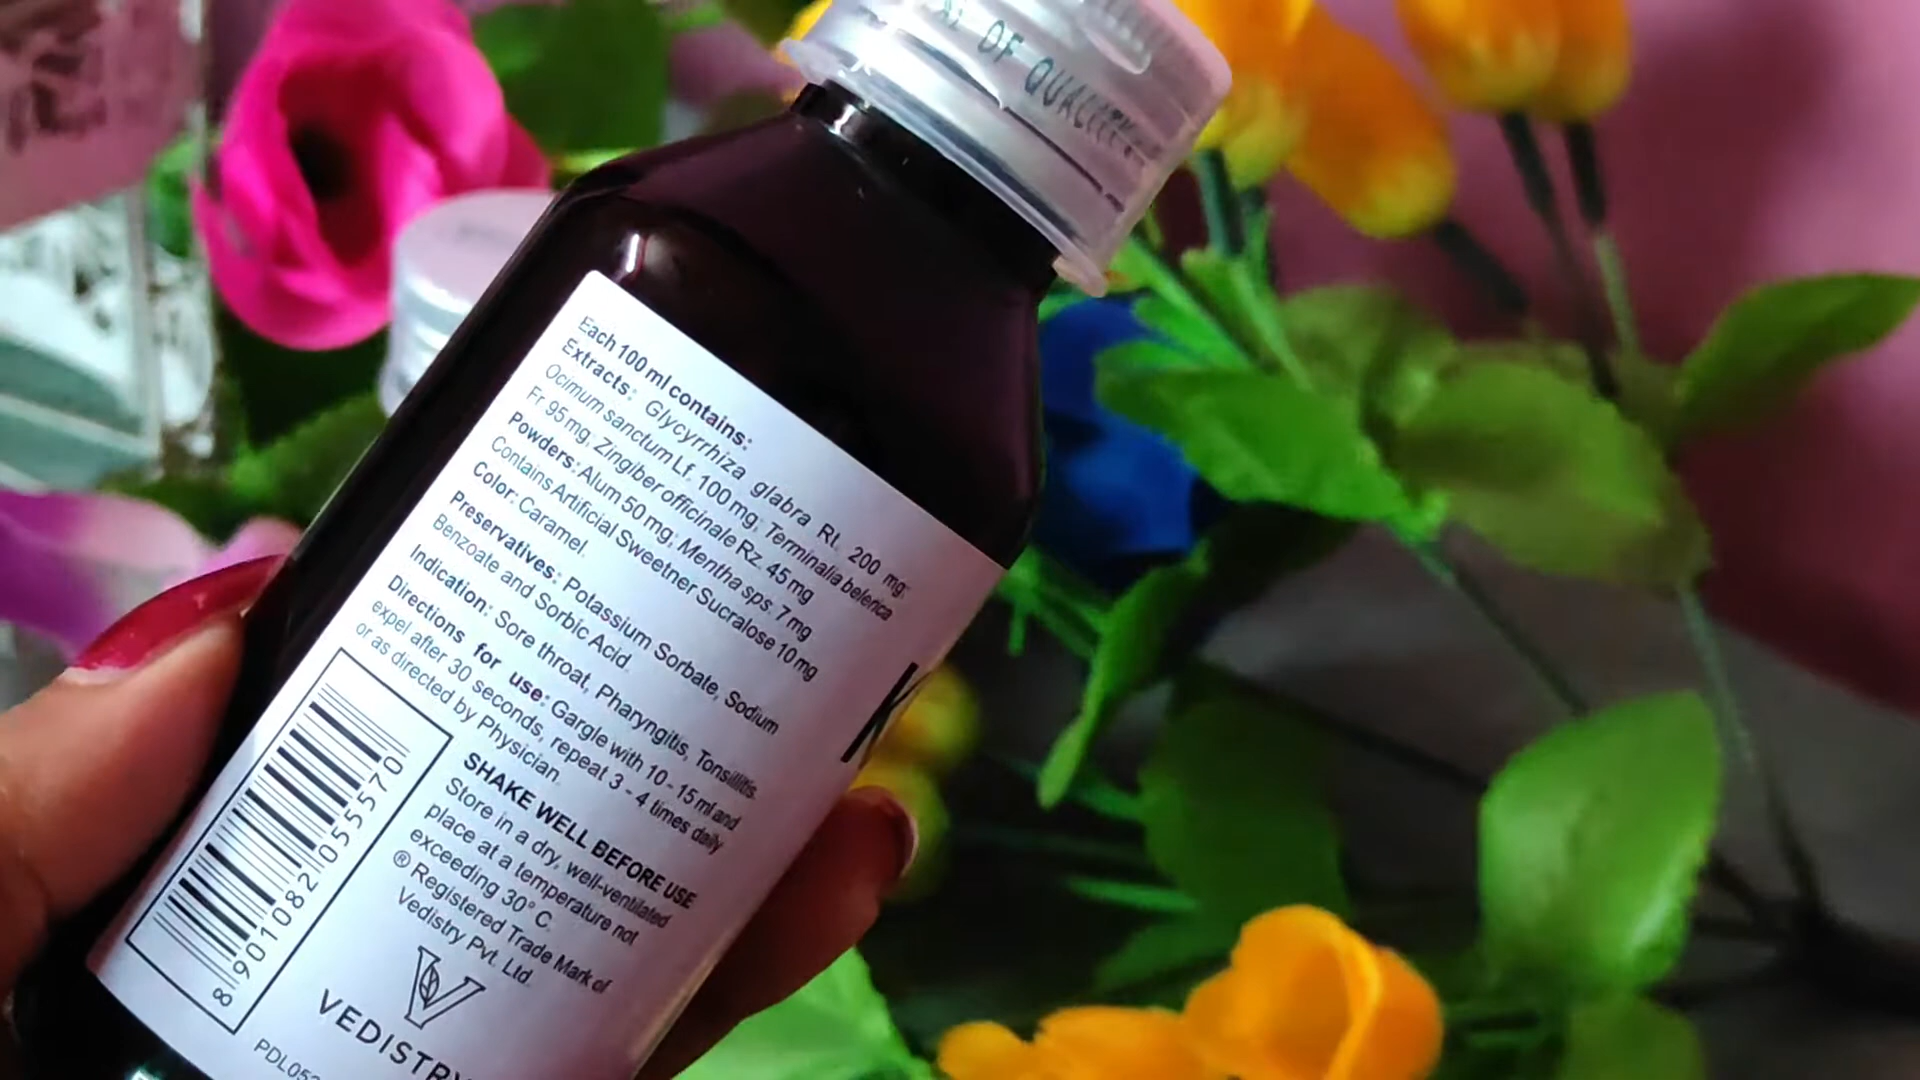 OF QUALITY
Each 100 ml contains:
Extracts: Glycyrrhiza glabra Rt. 200 mg;
Ocimum sanctum Lf. 100 mg; Terminalia belerica
Fr 95 mg; Zingiber officinale Rz. 45 mg
Powders: Alum 50 mg; Mentha sps. 7 mg
Contains Artificial Sweetner Sucralose 10 mg
Color: Caramel.
Preservatives: Potassium Sorbate, Sodium
Benzoate and Sorbic Acid.
Indication: Sore throat, Pharyngitis, Tonsillitis.
Directions for use: Gargle with 10 - 15 ml and
expel after 30 seconds, repeat 3 - 4 times daily
or as directed by Physician.
SHAKE WELL BEFORE USE
Store in a dry, well-ventilated
place at a temperature not
exceeding 30° C.
® Registered Trade Mark of
Vedistry Pvt. Ltd.
VEDISTRY
8 901082 055570
K